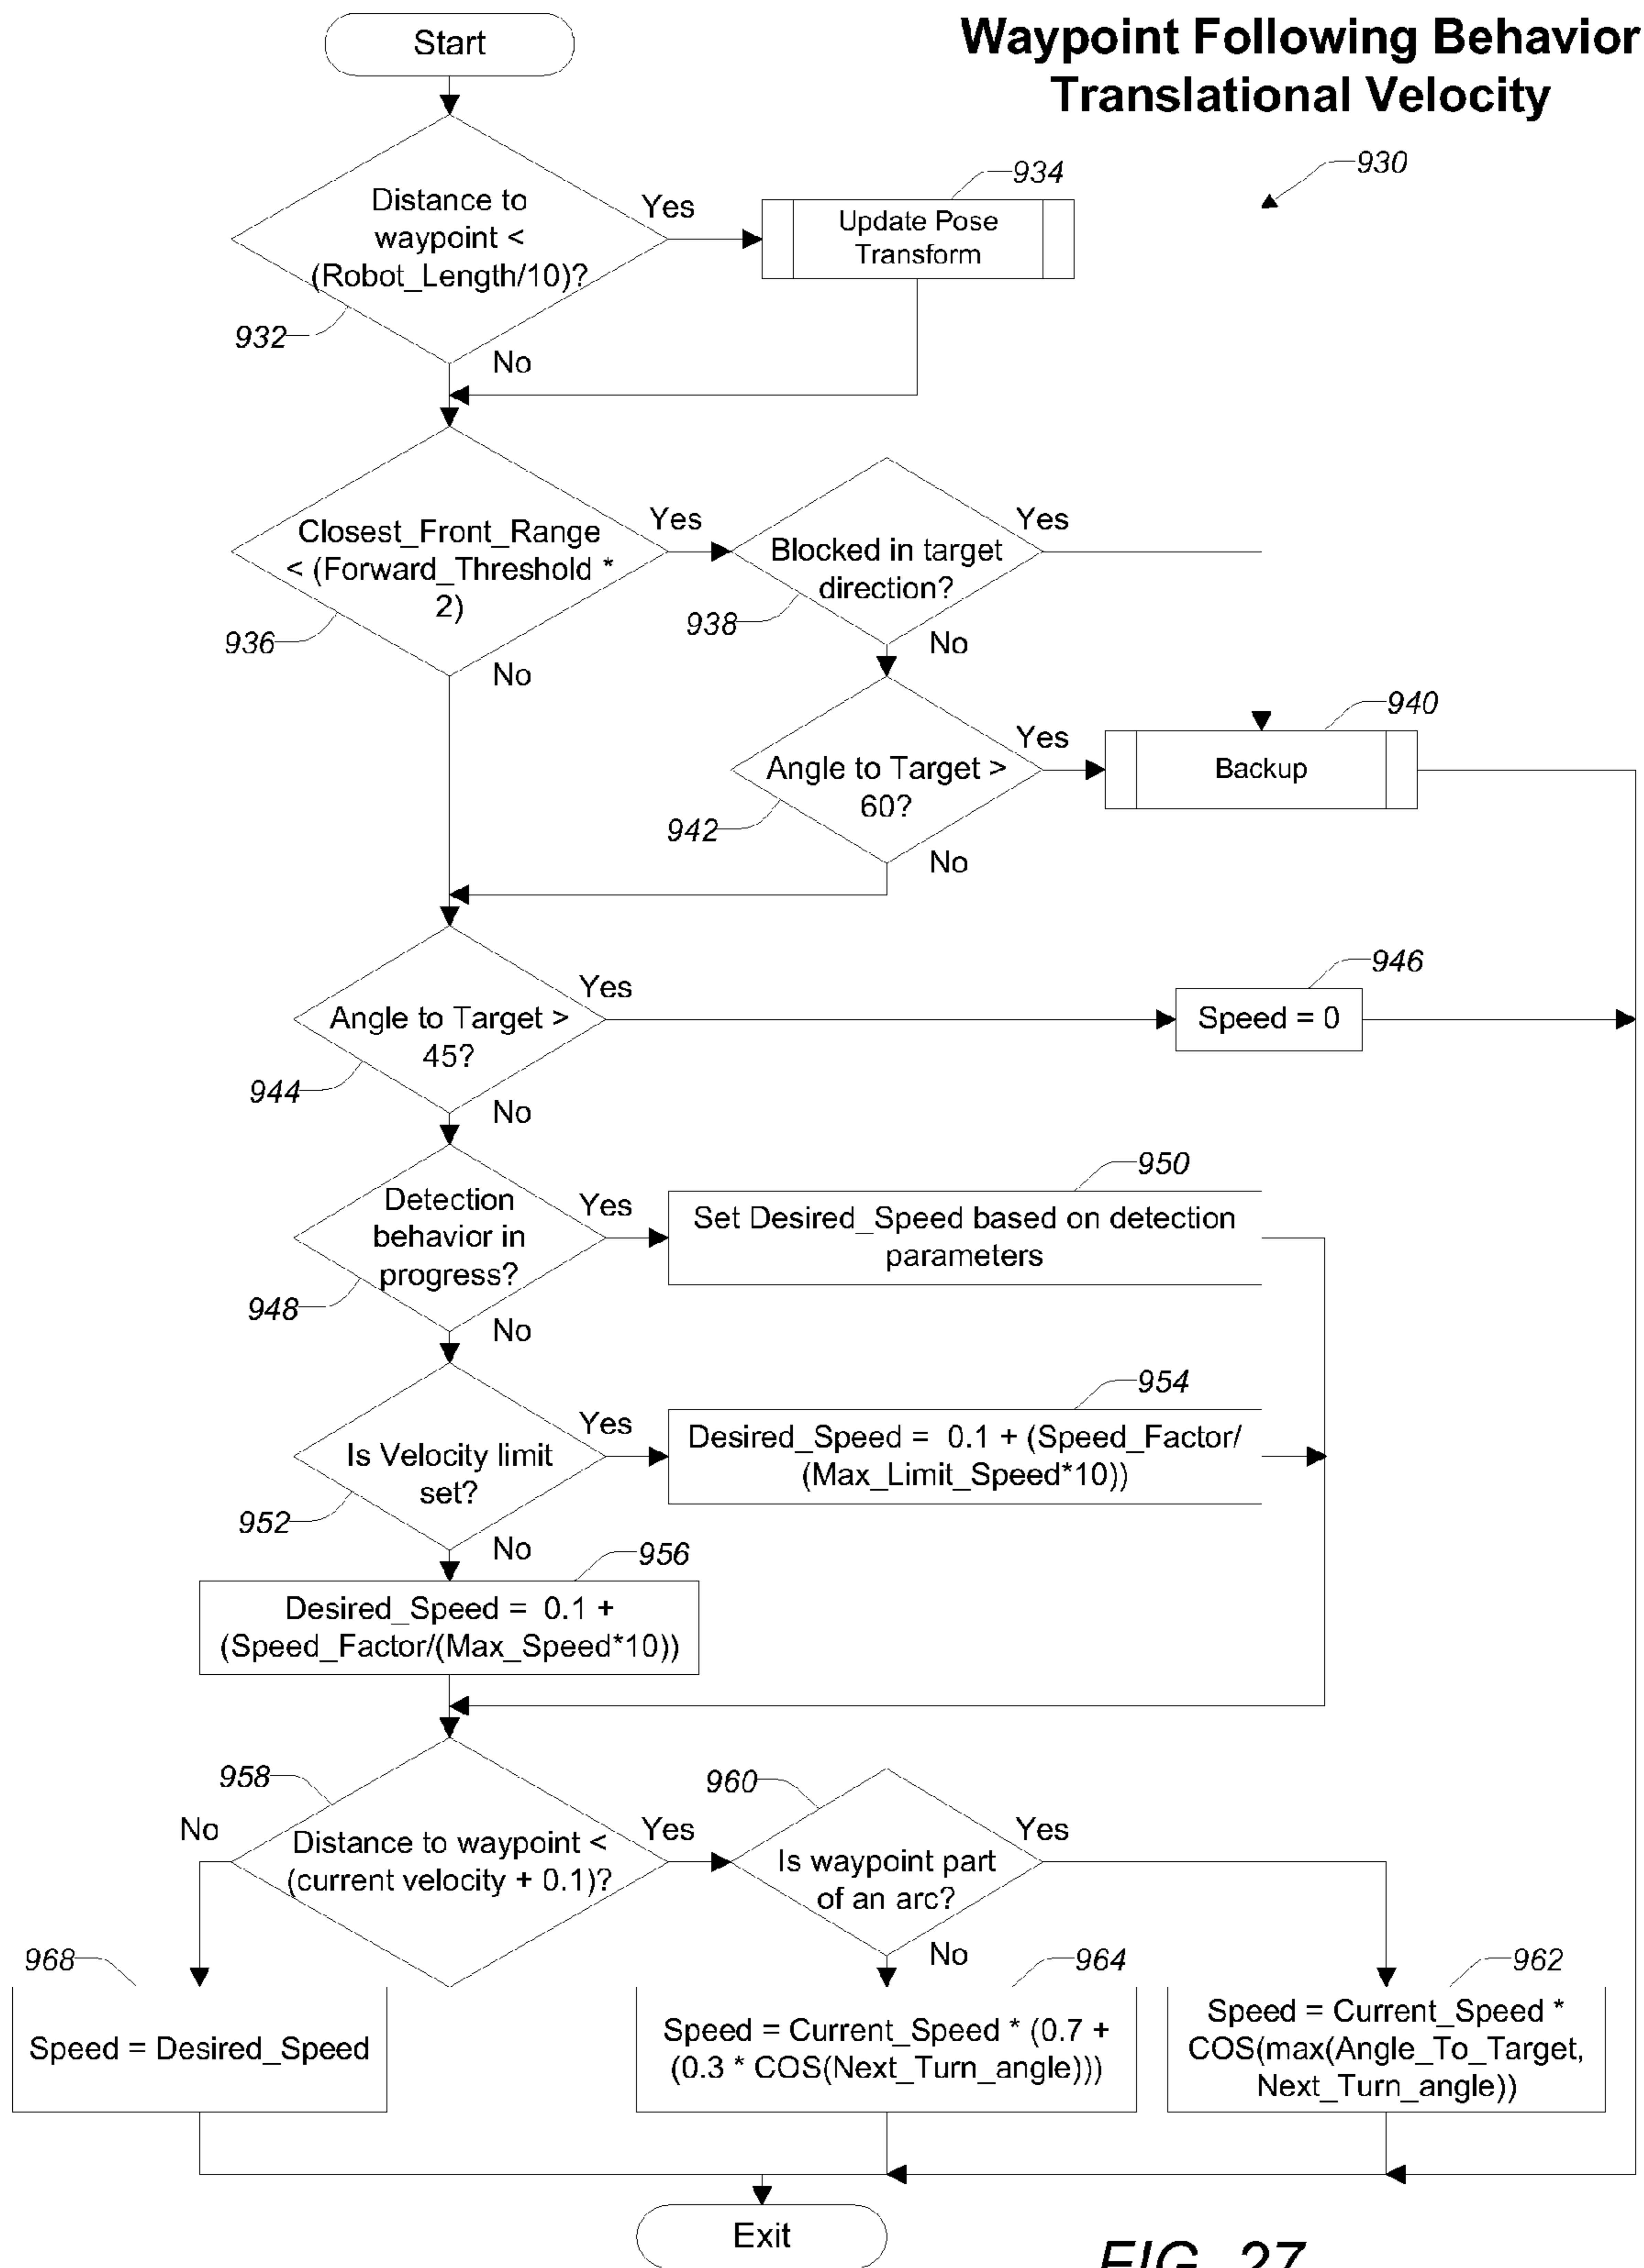 Start
Waypoint Following Behavior
Translational Velocity
930
934
Distance to
waypoint <
(Robot_Length/10)?
Yes
Update Pose
Transform
932
No
Closest_Front_Range
< (Forward_Threshold *
2)
Yes
Blocked in target
direction?
Yes
936
938
No
No
940
Angle to Target >
60?
Yes
Backup
942
No
946
Angle to Target >
45?
Yes
Speed = 0
944
No
950
Detection
behavior in
progress?
Yes
Set Desired_Speed based on detection
parameters
948
No
954
Is Velocity limit
set?
Yes
Desired_Speed = 0.1 + (Speed_Factor/
(Max_Limit_Speed*10))
952
No
956
Desired_Speed = 0.1 +
(Speed_Factor/(Max_Speed*10))
958
960
No
Distance to waypoint <
(current velocity + 0.1)?
Yes
Is waypoint part
of an arc?
Yes
No
968
964
962
Speed = Desired_Speed
Speed = Current_Speed * (0.7 +
(0.3 * COS(Next_Turn_angle)))
Speed = Current_Speed *
COS(max(Angle_To_Target,
Next_Turn_angle))
Exit
FIG. 27